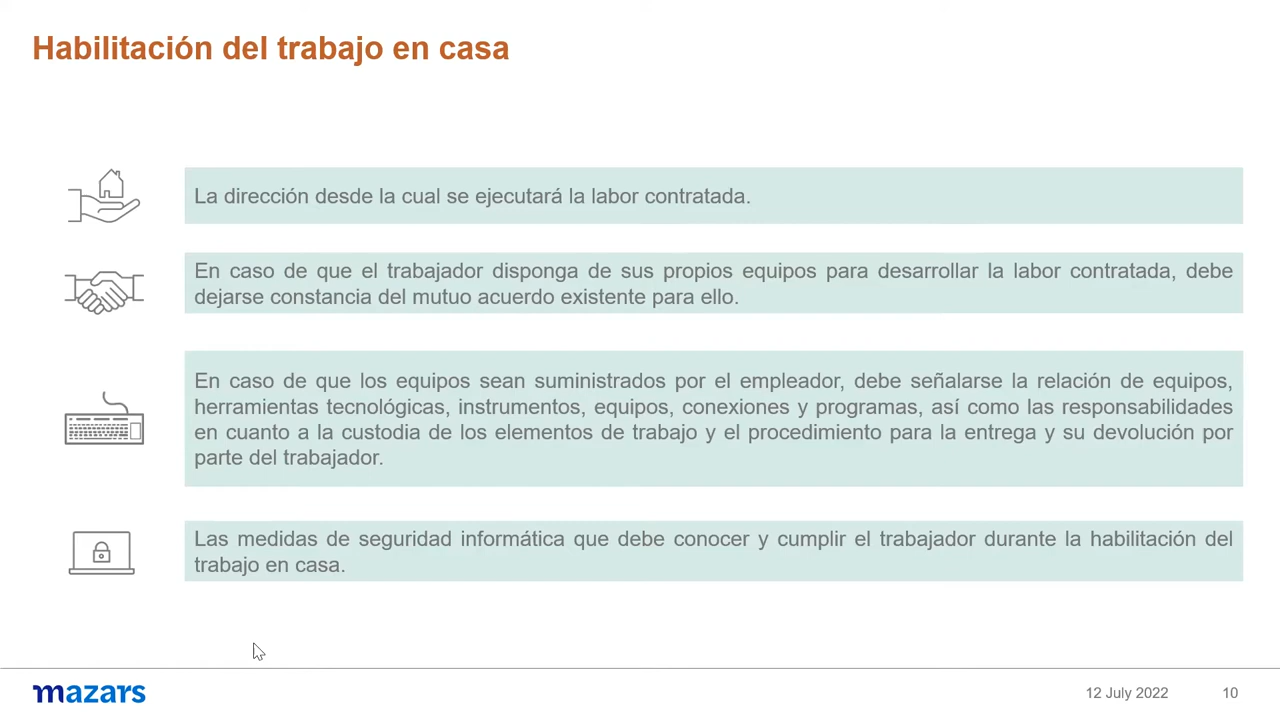 Habilitación del trabajo en casa
La dirección desde la cual se ejecutará la labor contratada.
En caso de que el trabajador disponga de sus propios equipos para desarrollar la labor contratada, debe
dejarse constancia del mutuo acuerdo existente para ello.
En caso de que los equipos sean suministrados por el empleador, debe señalarse la relación de equipos,
herramientas tecnológicas, instrumentos, equipos, conexiones y programas, así como las responsabilidades
en cuanto a la custodia de los elementos de trabajo y el procedimiento para la entrega y su devolución por
parte del trabajador.
Las medidas de seguridad informática que debe conocer y cumplir el trabajador durante la habilitación del
trabajo en casa.
mazars
12 July 2022
10